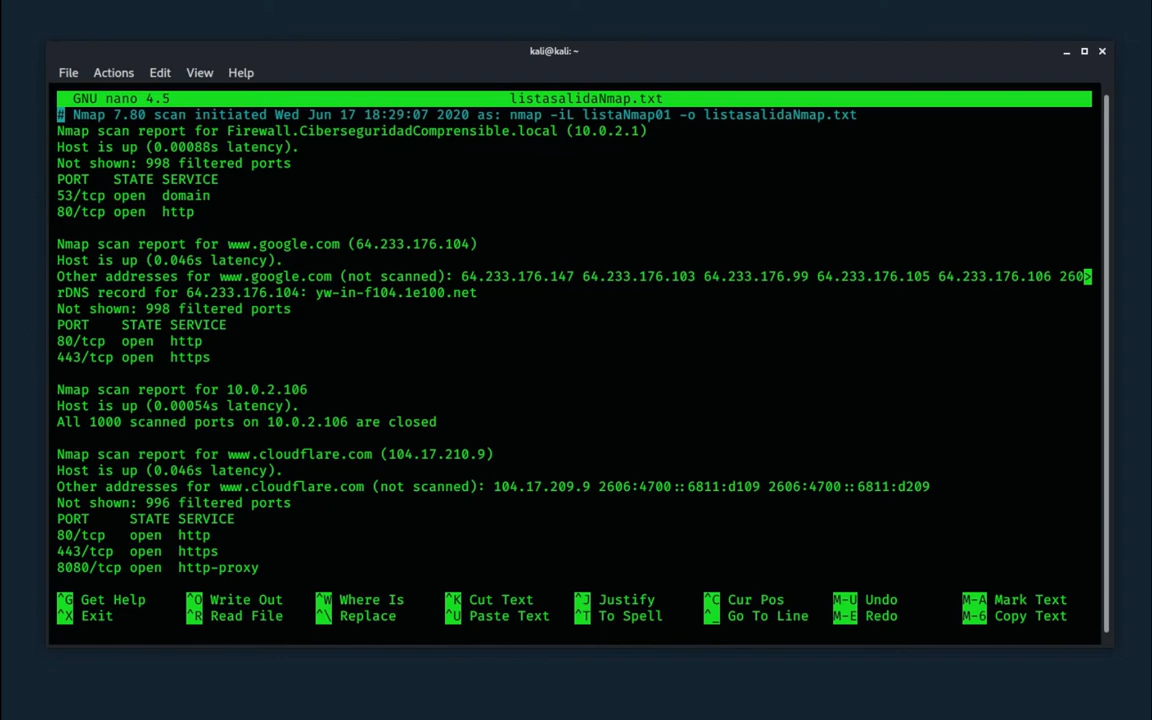 kali@kali: ~
File Actions Edit View Help
GNU nano 4.5 listasalidaNmap.txt
# Nmap 7.80 scan initiated Wed Jun 17 18:29:07 2020 as: nmap -iL listaNmap01 -o listasalidaNmap.txt
Nmap scan report for Firewall.CiberseguridadComprensible.local (10.0.2.1)
Host is up (0.00088s latency).
Not shown: 998 filtered ports
PORT   STATE SERVICE
53/tcp open  domain
80/tcp open  http
Nmap scan report for www.google.com (64.233.176.104)
Host is up (0.046s latency).
Other addresses for www.google.com (not scanned): 64.233.176.147 64.233.176.103 64.233.176.99 64.233.176.105 64.233.176.106 260>
rDNS record for 64.233.176.104: yw-in-f104.1e100.net
Not shown: 998 filtered ports
PORT    STATE SERVICE
80/tcp  open  http
443/tcp open  https
Nmap scan report for 10.0.2.106
Host is up (0.00054s latency).
All 1000 scanned ports on 10.0.2.106 are closed
Nmap scan report for www.cloudflare.com (104.17.210.9)
Host is up (0.046s latency).
Other addresses for www.cloudflare.com (not scanned): 104.17.209.9 2606:4700::6811:d109 2606:4700::6811:d209
Not shown: 996 filtered ports
PORT     STATE SERVICE
80/tcp   open  http
443/tcp  open  https
8080/tcp open  http-proxy
^G Get Help ^O Write Out ^W Where Is ^K Cut Text ^J Justify ^C Cur Pos M-U Undo M-A Mark Text
^X Exit ^R Read File ^\ Replace ^U Paste Text ^T To Spell ^_ Go To Line M-E Redo M-6 Copy Text